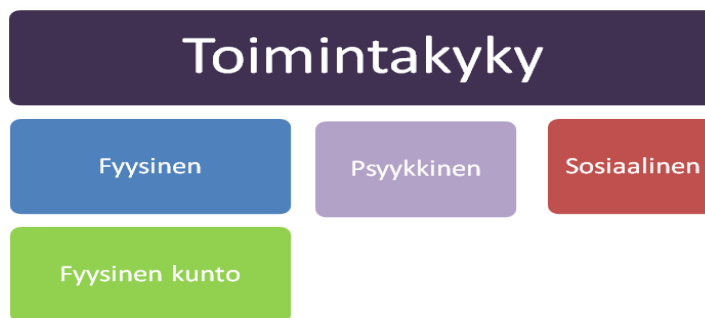 Toimintakyky
Fyysinen
Psyykkinen
Sosiaalinen
Fyysinen kunto